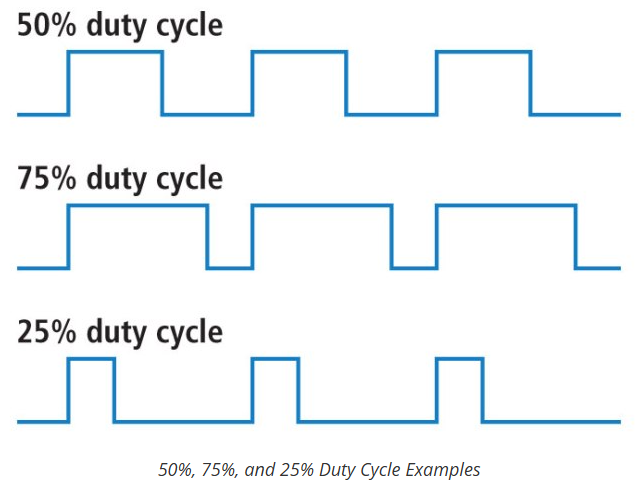 50% duty cycle
75% duty cycle
25% duty cycle
50%, 75%, and 25% Duty Cycle Examples